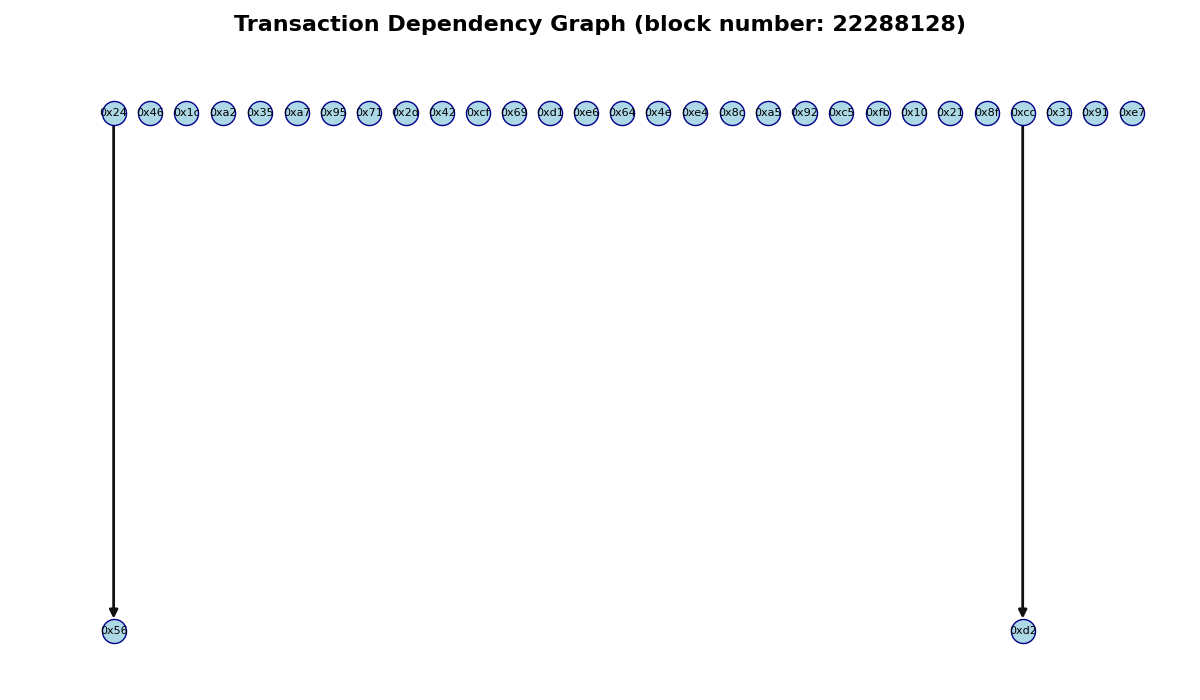 Transaction Dependency Graph (block number: 22288128)
0x24 0x46 0x1c 0xa2 0x35 0xa7 0x95 0x71 0x2d 0x42 0xcf 0x69 0xd1 0xe6 0x64 0x4e 0xe4 0x8c 0xa5 0x92 0xc5 0xfb 0x10 0x21 0x8f 0xcc 0x31 0x91 0xe7
0x56 0xd2